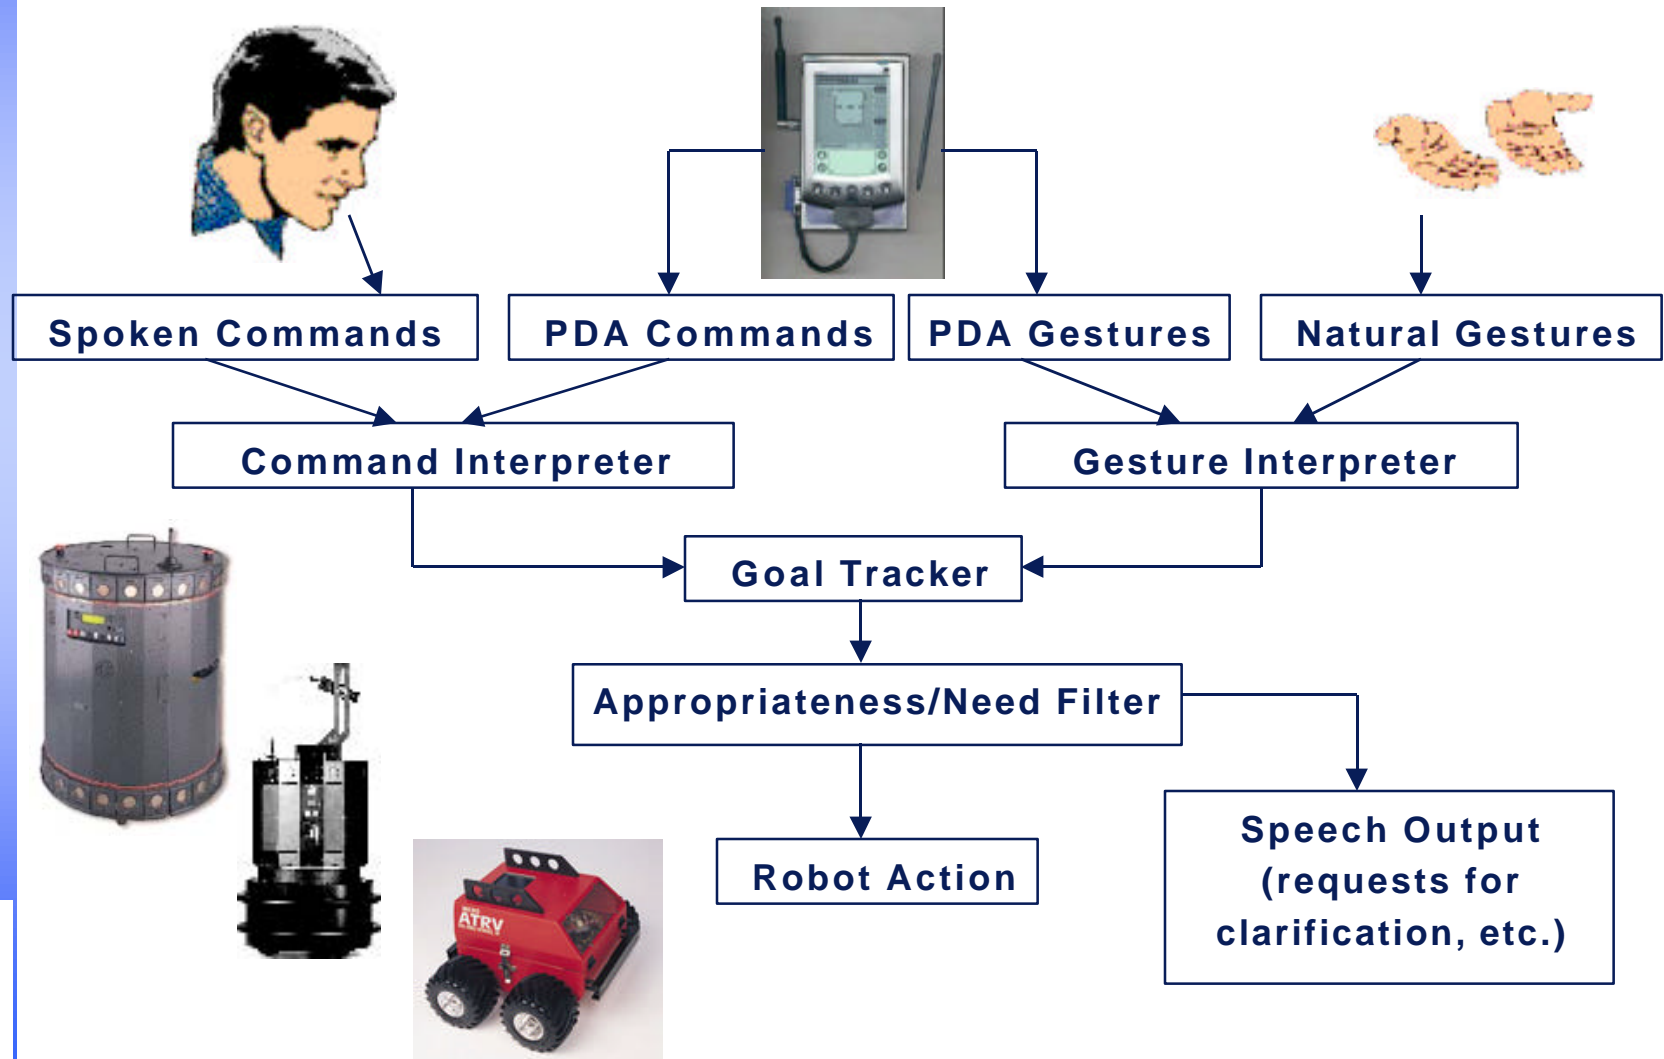 Spoken Commands
PDA Commands
PDA Gestures
Natural Gestures
Command Interpreter
Gesture Interpreter
Goal Tracker
Appropriateness/Need Filter
Robot Action
Speech Output
(requests for
clarification, etc.)
ATRV